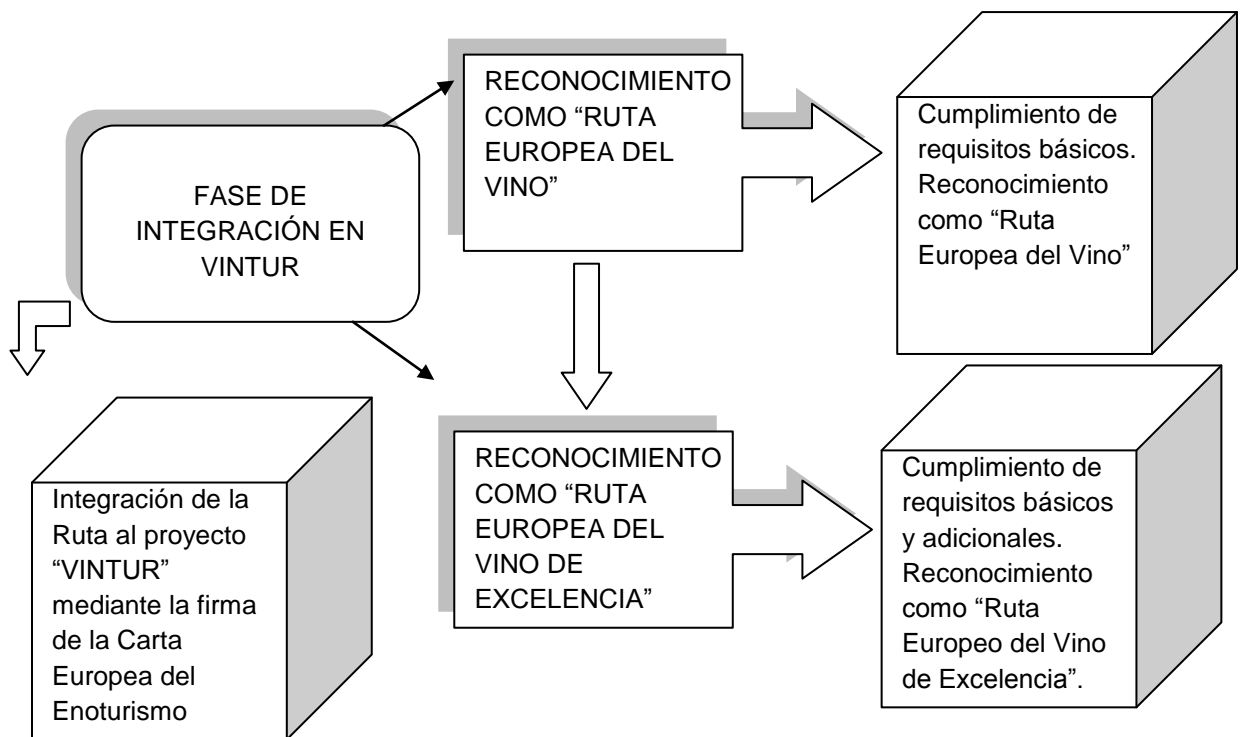 FASE DE
INTEGRACIÓN EN
VINTUR
RECONOCIMIENTO
COMO “RUTA
EUROPEA DEL
VINO”
Cumplimiento de
requisitos básicos.
Reconocimiento
como “Ruta
Europea del Vino”
Integración de la
Ruta al proyecto
“VINTUR”
mediante la firma
de la Carta
Europea del
Enoturismo
RECONOCIMIENTO
COMO “RUTA
EUROPEA DEL
VINO DE
EXCELENCIA”
Cumplimiento de
requisitos básicos
y adicionales.
Reconocimiento
como “Ruta
Europeo del Vino
de Excelencia”.